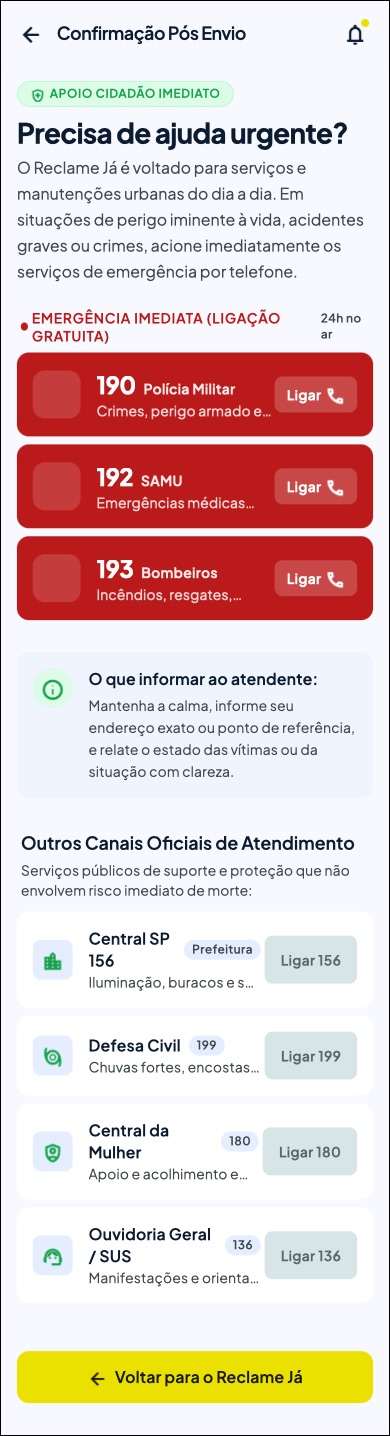 Confirmação Pós Envio
APOIO CIDADÃO IMEDIATO
Precisa de ajuda urgente?
O Reclame Já é voltado para serviços e
manutenções urbanas do dia a dia. Em
situações de perigo iminente à vida, acidentes
graves ou crimes, acione imediatamente os
serviços de emergência por telefone.
EMERGÊNCIA IMEDIATA (LIGAÇÃO
GRATUITA)
24h no
ar
190 Polícia Militar
Crimes, perigo armado e…
Ligar
192 SAMU
Emergências médicas…
Ligar
193 Bombeiros
Incêndios, resgates,…
Ligar
O que informar ao atendente:
Mantenha a calma, informe seu
endereço exato ou ponto de referência,
e relate o estado das vítimas ou da
situação com clareza.
Outros Canais Oficiais de Atendimento
Serviços públicos de suporte e proteção que não
envolvem risco imediato de morte:
Central SP
156
Prefeitura
Iluminação, buracos e s…
Ligar 156
Defesa Civil 199
Chuvas fortes, encostas…
Ligar 199
Central da
Mulher
180
Apoio e acolhimento e…
Ligar 180
Ouvidoria Geral
/ SUS
136
Manifestações e orienta…
Ligar 136
Voltar para o Reclame Já